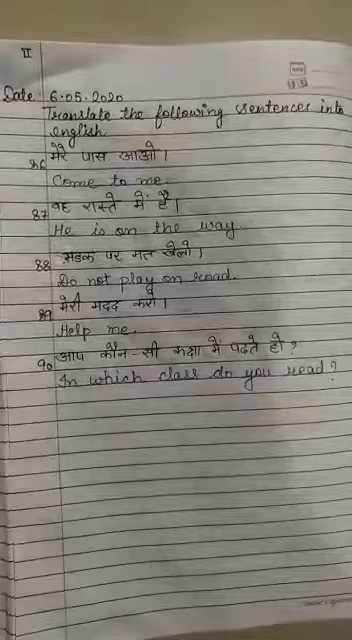 II
Date 6.05.2020
Translate the following sentences into
english
86 मेरे पास आओ।
Come to me.
87 वह रास्ते में है।
He is on the way.
88 सड़क पर मत खेलो।
Do not play on road.
89 मेरी मदद करो।
Help me.
90 आप कौन-सी कक्षा में पढ़ते हो?
In which class do you read?